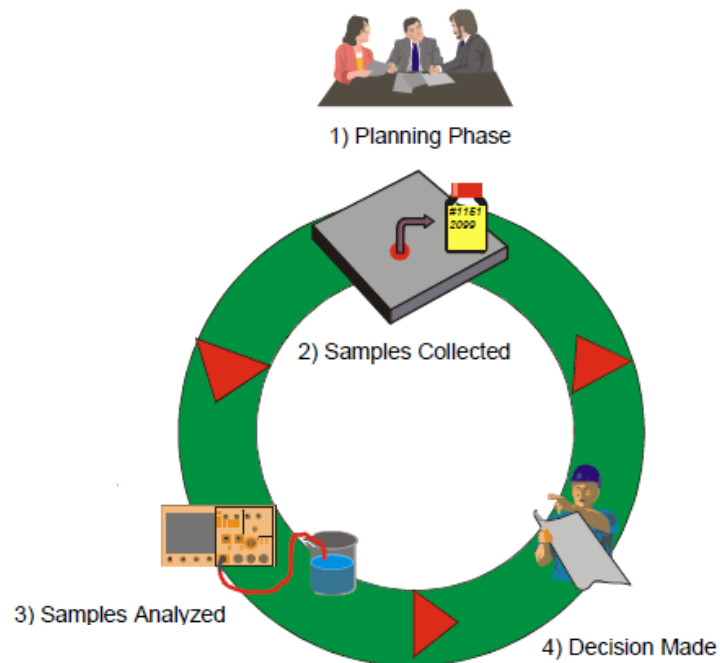 1) Planning Phase
#1151
2099
2) Samples Collected
3) Samples Analyzed
4) Decision Made